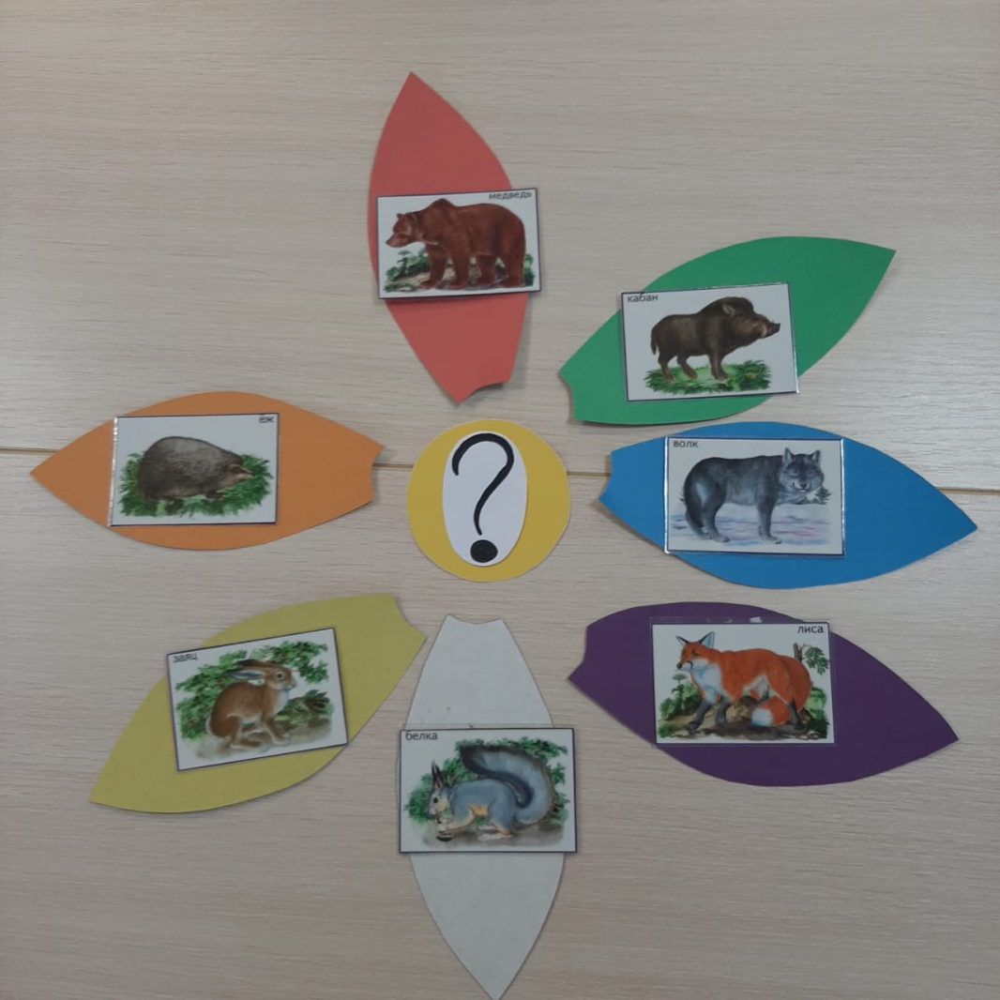 медведь
кабан
ёж
?
волк
заяц
лиса
белка